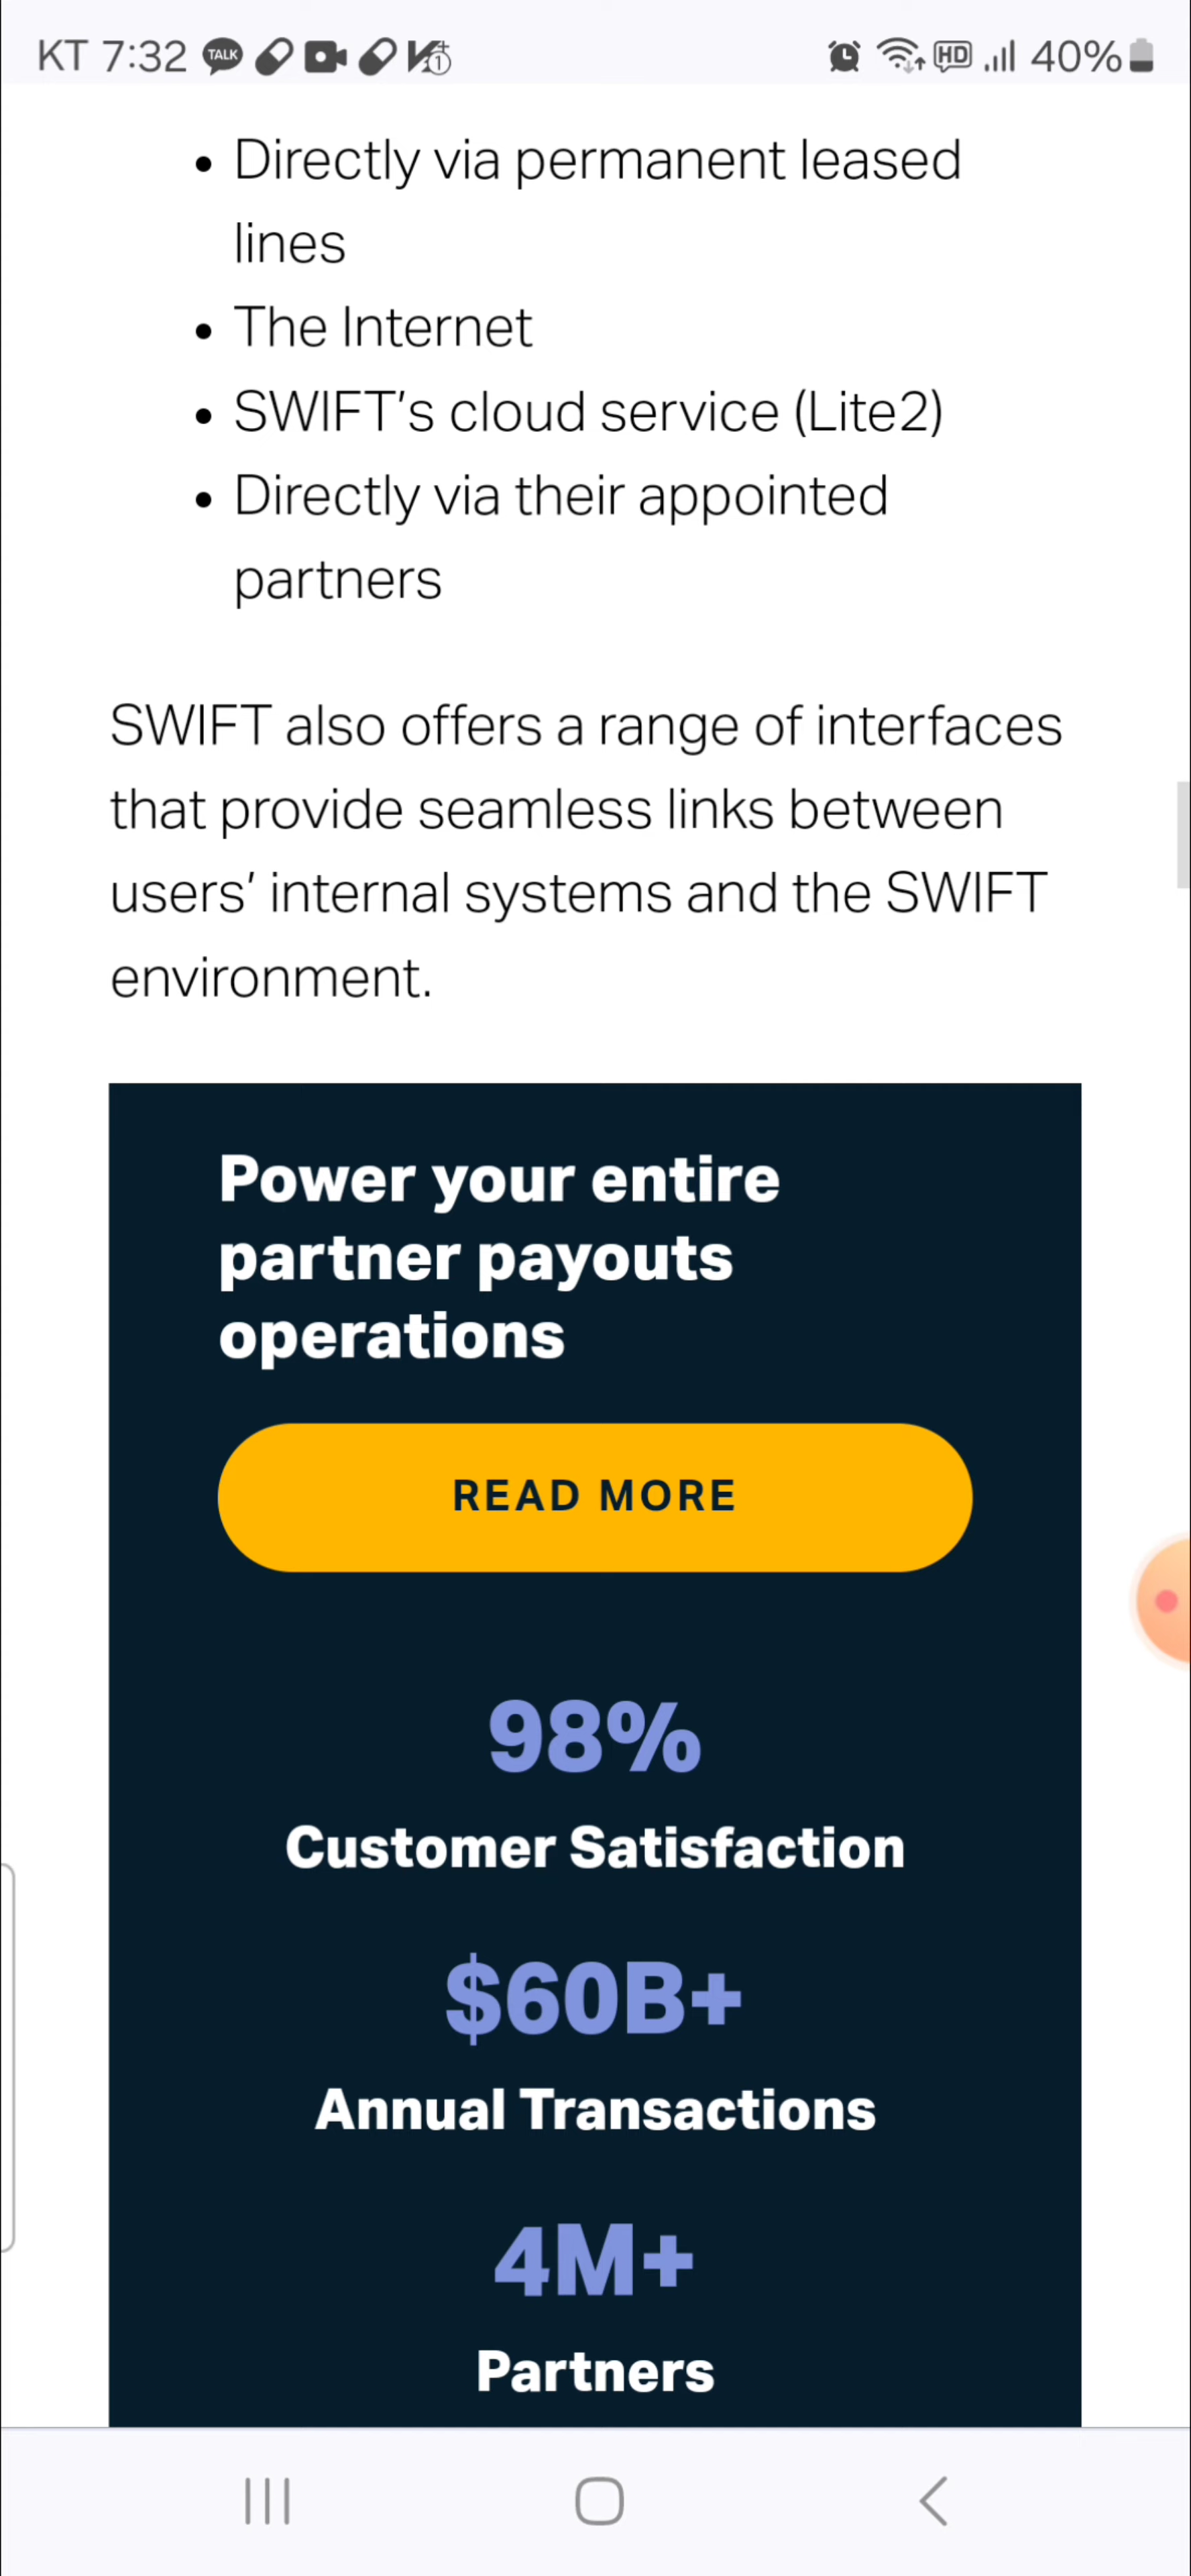 KT 7:32 TALK HD 40%
• Directly via permanent leased
lines
• The Internet
• SWIFT’s cloud service (Lite2)
• Directly via their appointed
partners
SWIFT also offers a range of interfaces
that provide seamless links between
users’ internal systems and the SWIFT
environment.
Power your entire
partner payouts
operations
READ MORE
98%
Customer Satisfaction
$60B+
Annual Transactions
4M+
Partners